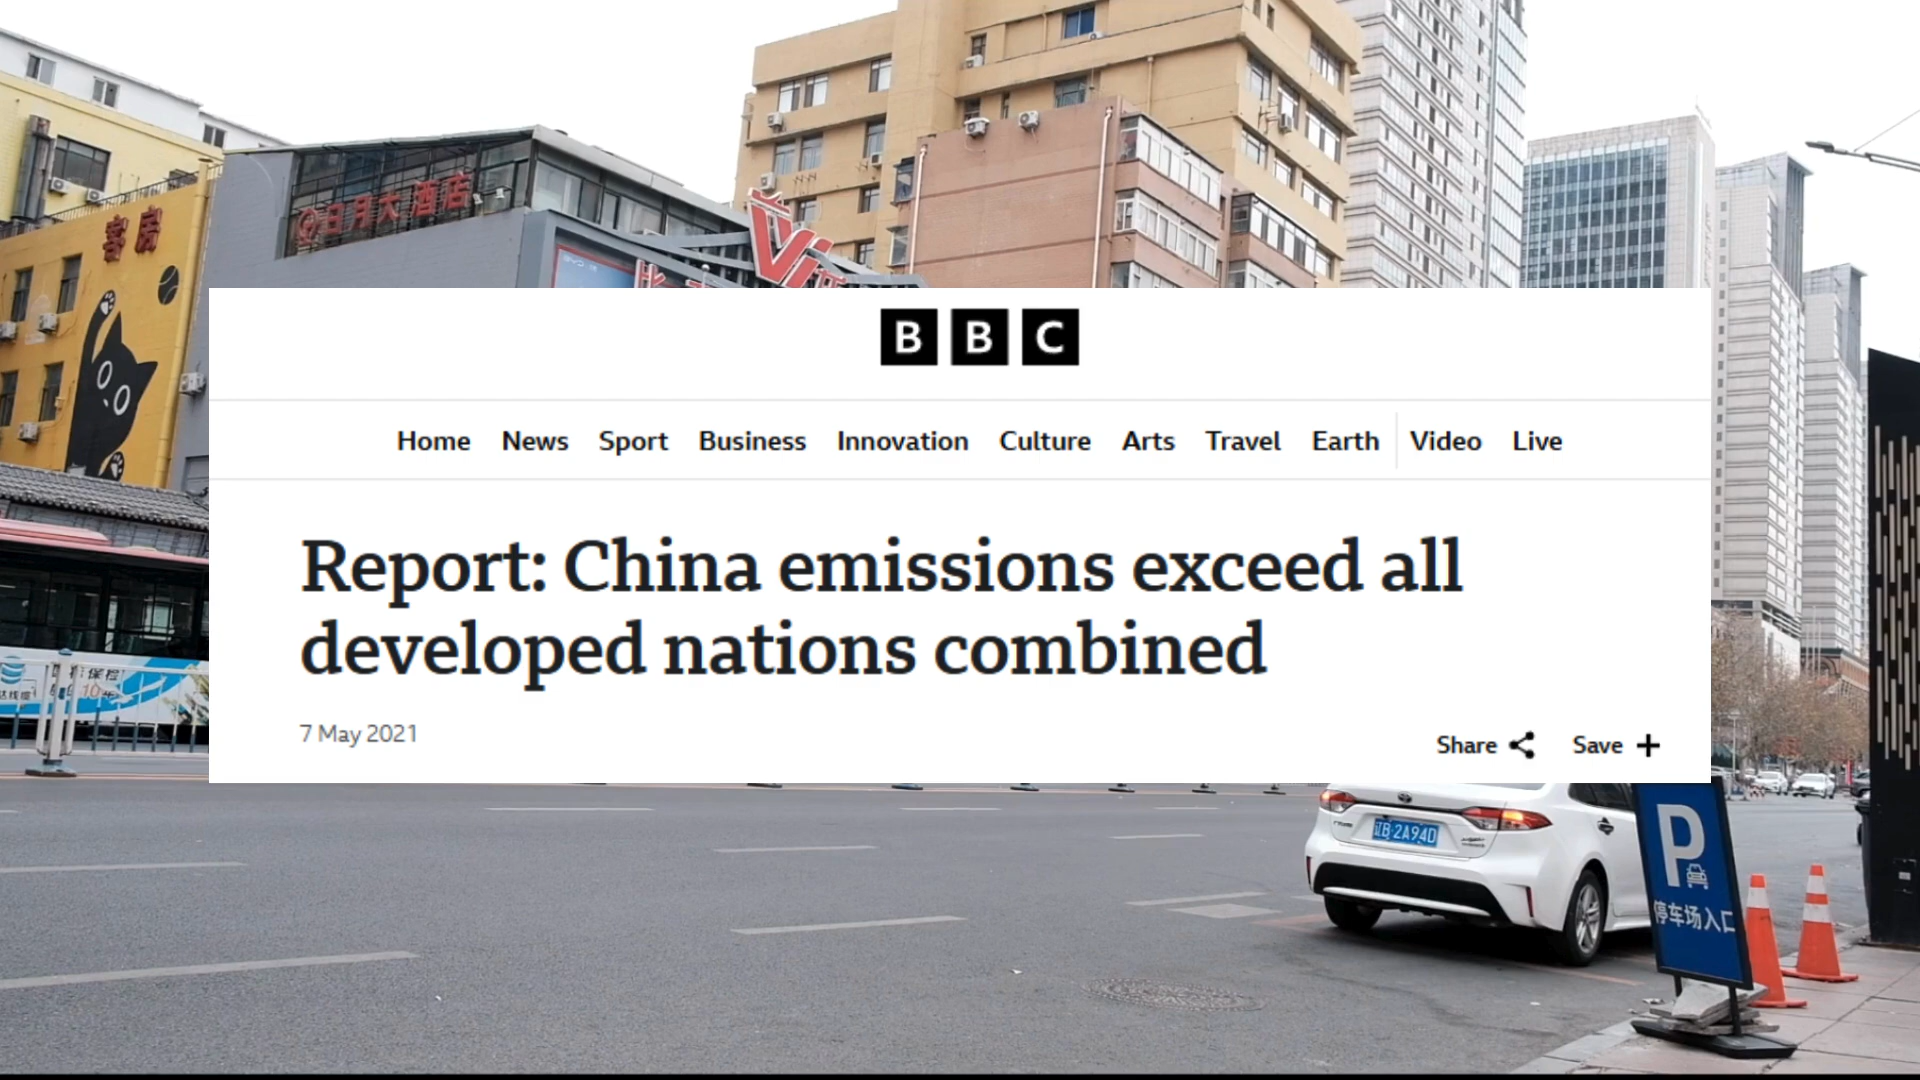 客房
日月大酒店
BBC
Home News Sport Business Innovation Culture Arts Travel Earth Video Live
Report: China emissions exceed all
developed nations combined
7 May 2021
Share Save
辽B·2A94D
P
停车场入口